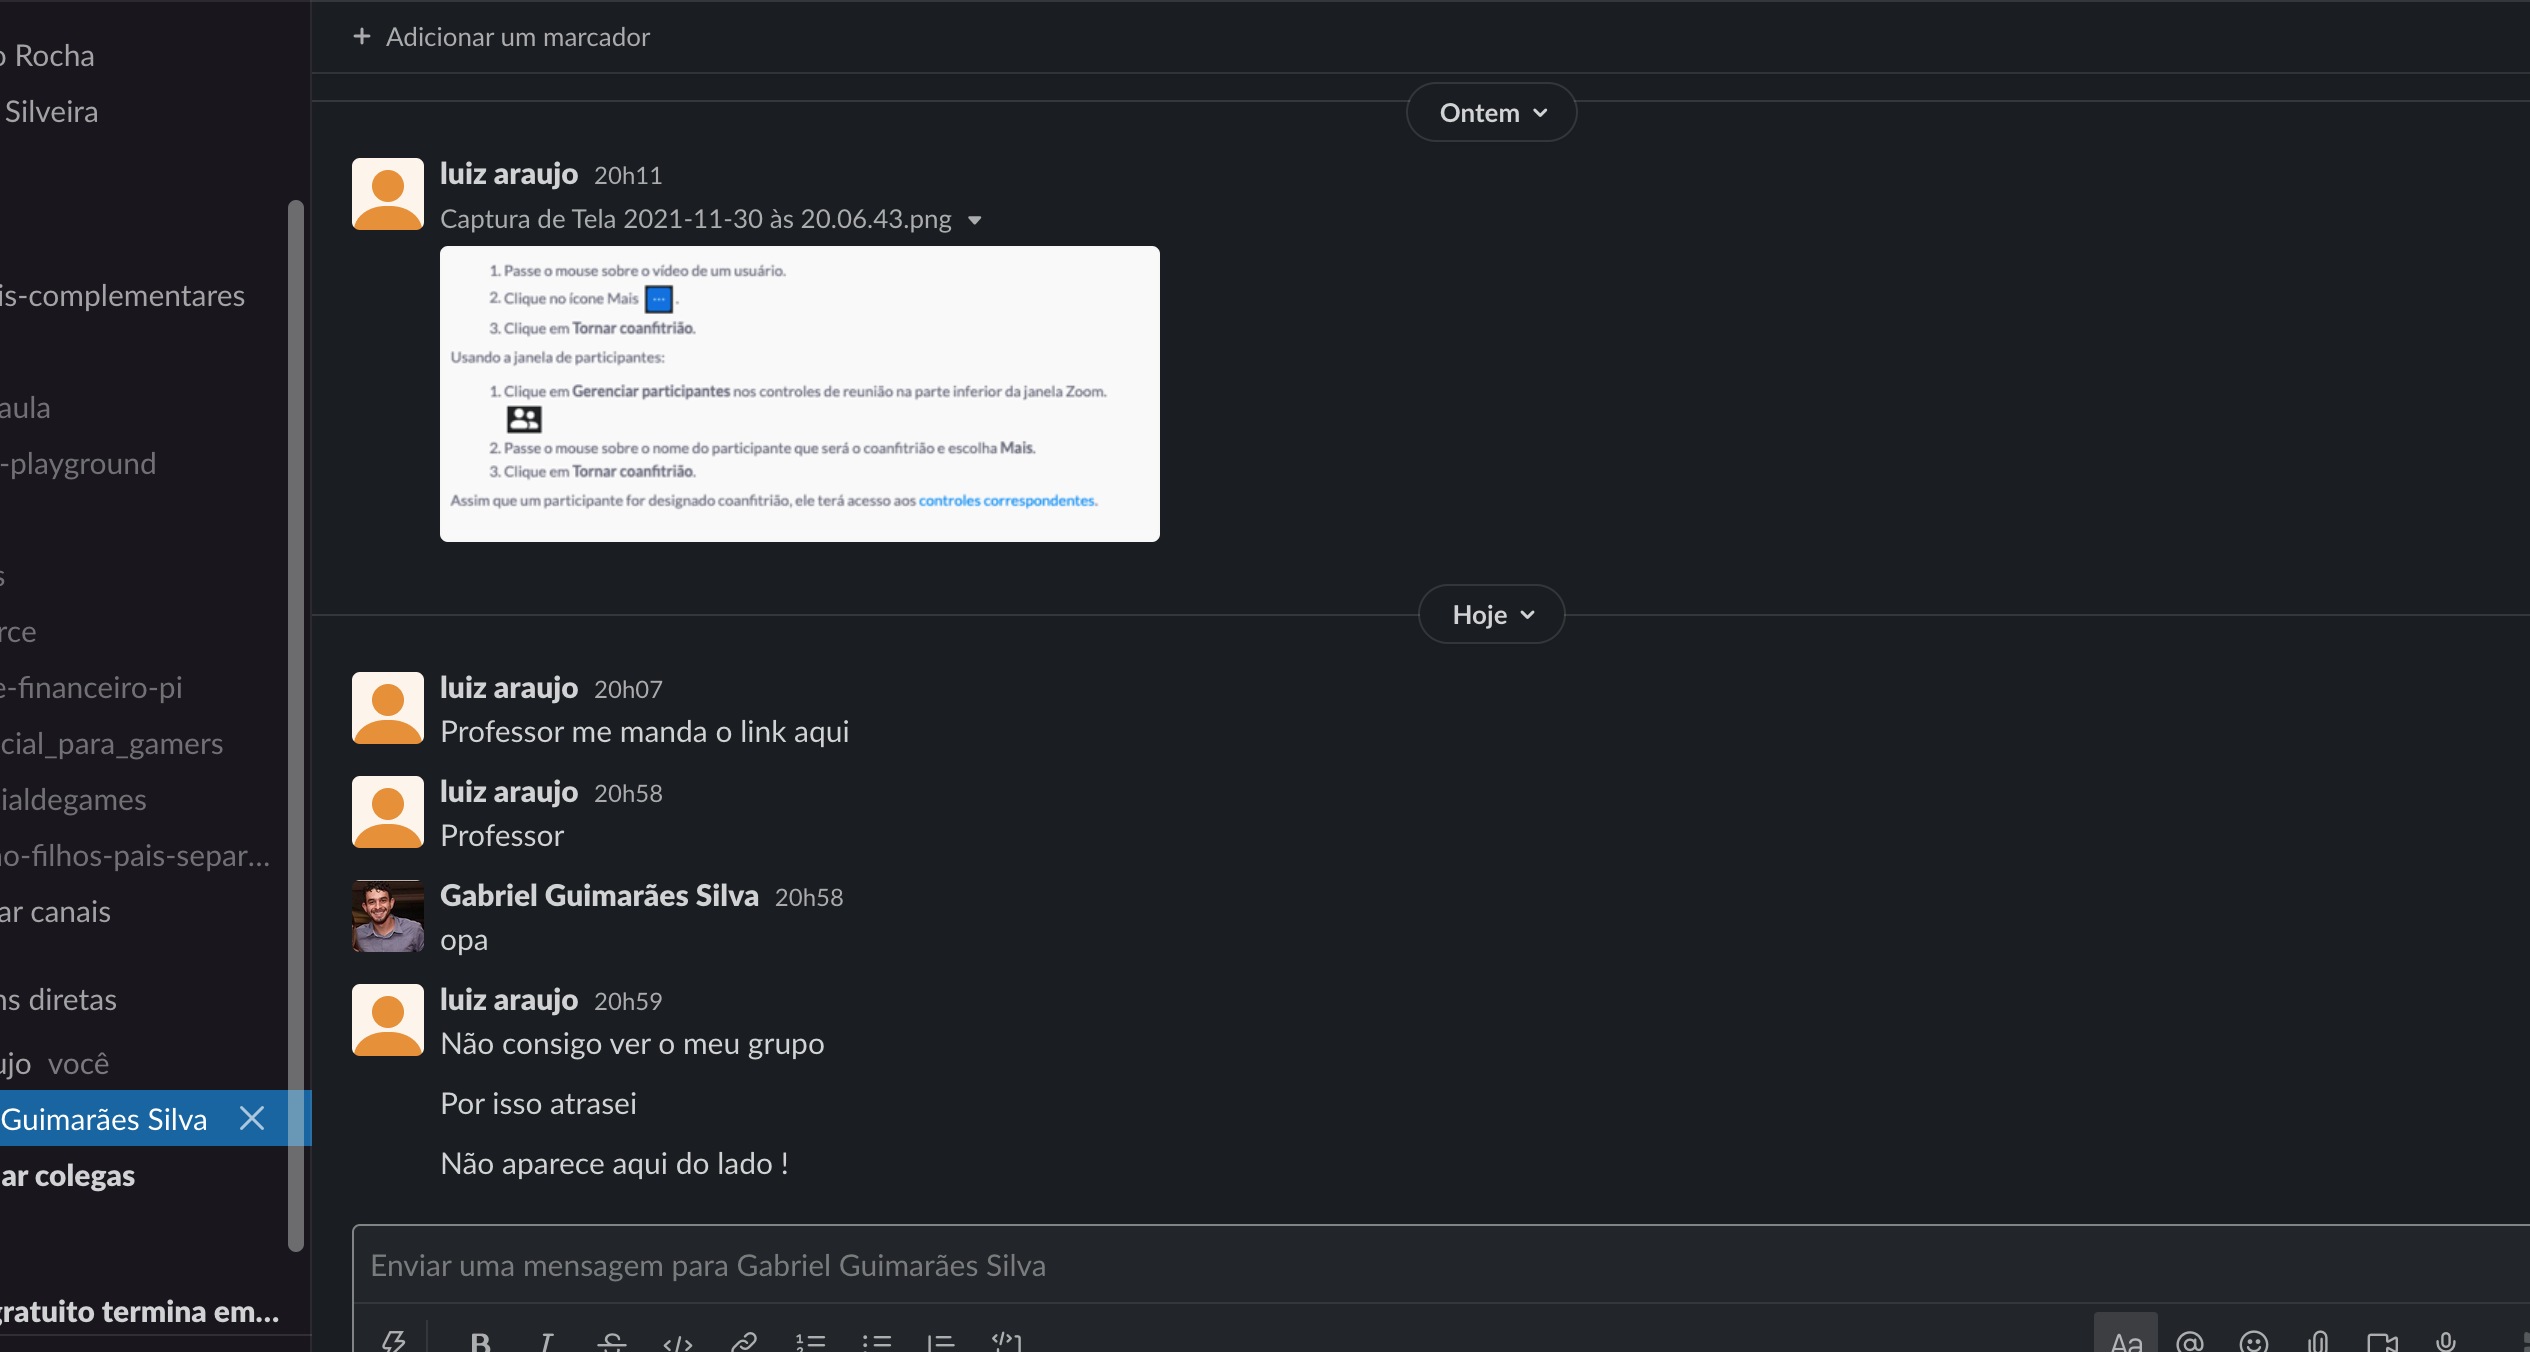 o Rocha
Silveira
is-complementares
aula
-playground
s
rce
e-financeiro-pi
cial_para_gamers
ialdegames
no-filhos-pais-separ...
ar canais
ns diretas
ujo você
Guimarães Silva
ar colegas
gratuito termina em...
+ Adicionar um marcador
Ontem
luiz araujo 20h11
Captura de Tela 2021-11-30 às 20.06.43.png
1. Passe o mouse sobre o vídeo de um usuário.
2. Clique no ícone Mais ... .
3. Clique em Tornar coanfitrião.
Usando a janela de participantes:
1. Clique em Gerenciar participantes nos controles de reunião na parte inferior da janela Zoom.
2. Passe o mouse sobre o nome do participante que será o coanfitrião e escolha Mais.
3. Clique em Tornar coanfitrião.
Assim que um participante for designado coanfitrião, ele terá acesso aos controles correspondentes.
Hoje
luiz araujo 20h07
Professor me manda o link aqui
luiz araujo 20h58
Professor
Gabriel Guimarães Silva 20h58
opa
luiz araujo 20h59
Não consigo ver o meu grupo
Por isso atrasei
Não aparece aqui do lado !
Enviar uma mensagem para Gabriel Guimarães Silva
B I S </> Aa @